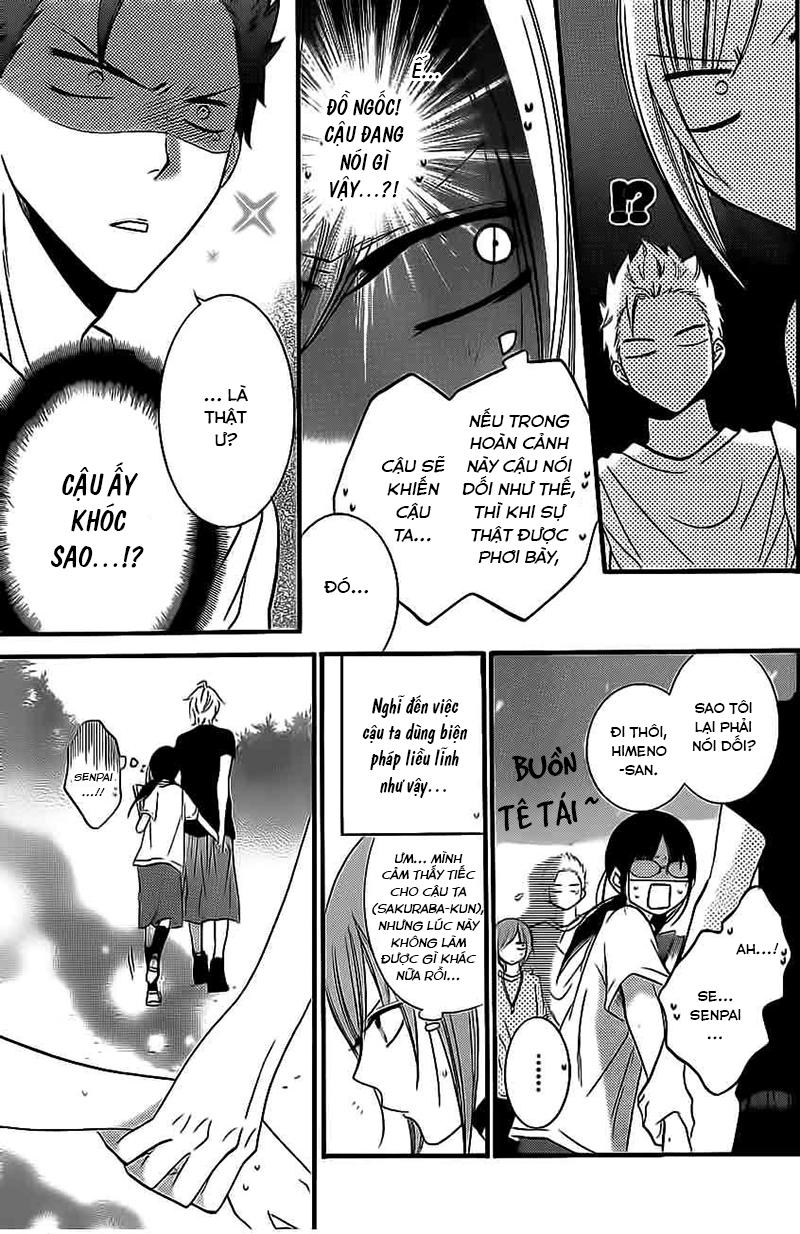 !?
Ế...
ĐỒ NGỐC!
CẬU ĐANG
NÓI GÌ
VẬY...?!
NẾU TRONG
HOÀN CẢNH
NÀY CẬU NÓI
DỐI NHƯ THẾ,
THÌ KHI SỰ
THẬT ĐƯỢC
PHƠI BÀY,
CẬU SẼ
KHIẾN
CẬU
TA...
ĐÓ...
... LÀ
THẬT
Ư?
CẬU ẤY
KHÓC
SAO...!?
SAO TÔI
LẠI PHẢI
NÓI DỐI?
ĐI THÔI,
HIMENO
-SAN.
BUỒN
TÊ TÁI ~
AH...!
SE...
SENPAI
...
........
Nghĩ đến việc
cậu ta dùng biện
pháp liều lĩnh
như vậy...
ƯM... MÌNH
CẢM THẤY TIẾC
CHO CẬU TA
(SAKURABA-KUN),
NHƯNG LÚC NÀY
KHÔNG LÀM
ĐƯỢC GÌ KHÁC
NỮA RỒI...
SENPAI
...!!